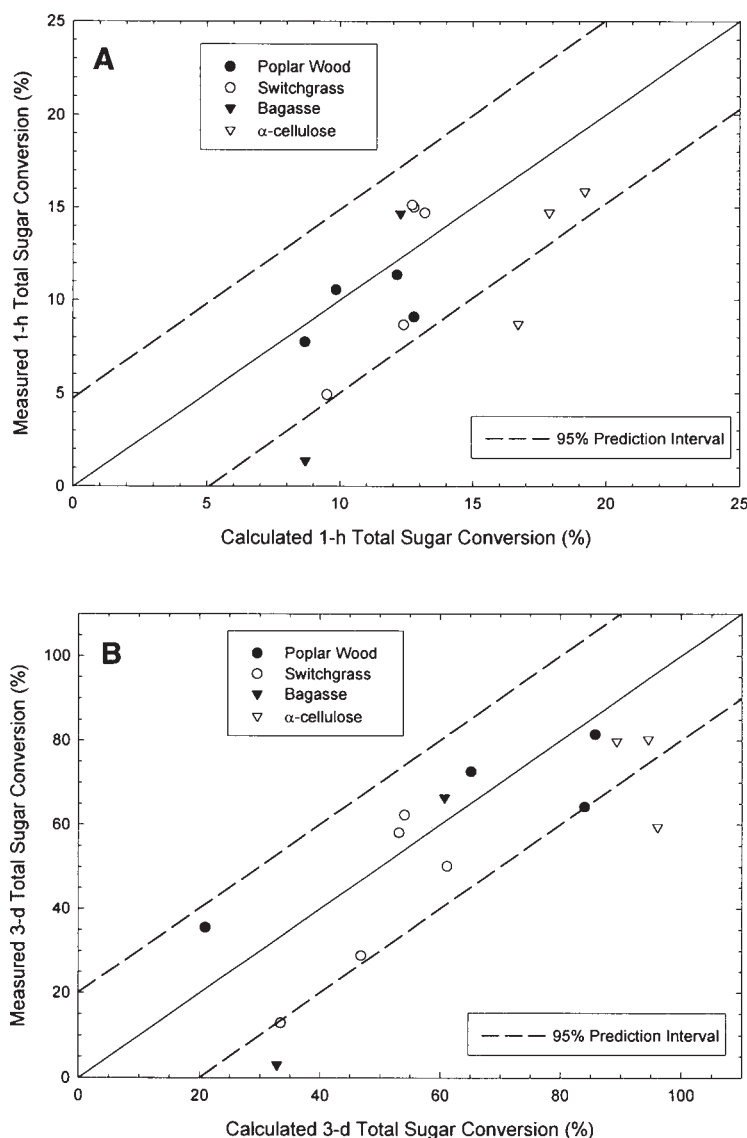 A
Poplar Wood
Switchgrass
Bagasse
α-cellulose
Measured 1-h Total Sugar Conversion (%)
25
20
15
10
5
0
95% Prediction Interval
0 5 10 15 20 25
Calculated 1-h Total Sugar Conversion (%)
B
Poplar Wood
Switchgrass
Bagasse
α-cellulose
Measured 3-d Total Sugar Conversion (%)
100
80
60
40
20
0
95% Prediction Interval
0 20 40 60 80 100
Calculated 3-d Total Sugar Conversion (%)